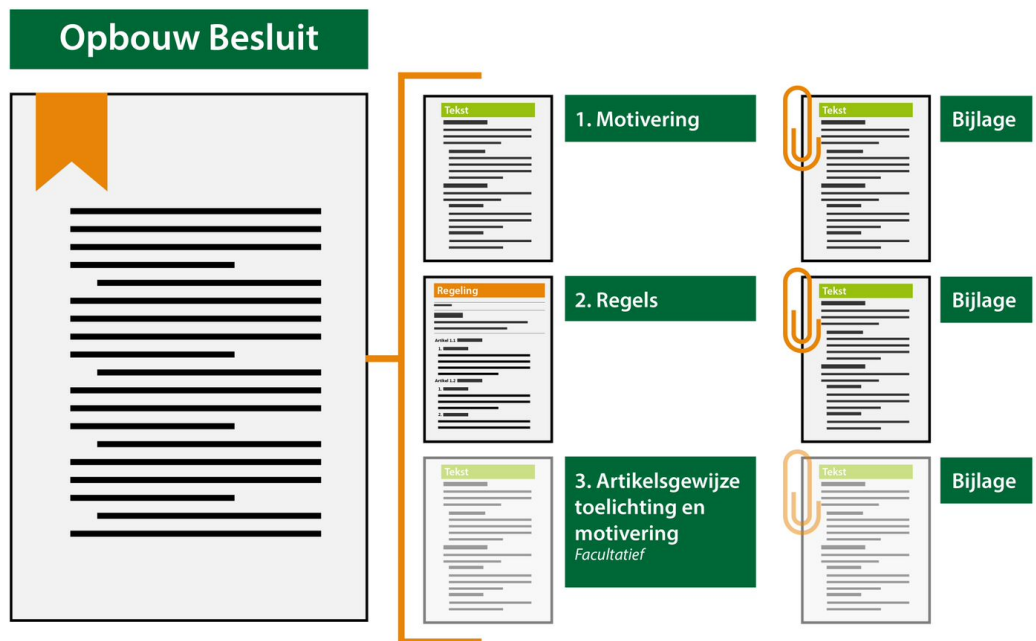 Opbouw Besluit
Tekst
1. Motivering
Tekst
Bijlage
Regeling
Artikel 1.1
1.
Artikel 1.2
1.
2.
2. Regels
Tekst
Bijlage
Tekst
3. Artikelsgewijze
toelichting en
motivering
Facultatief
Tekst
Bijlage